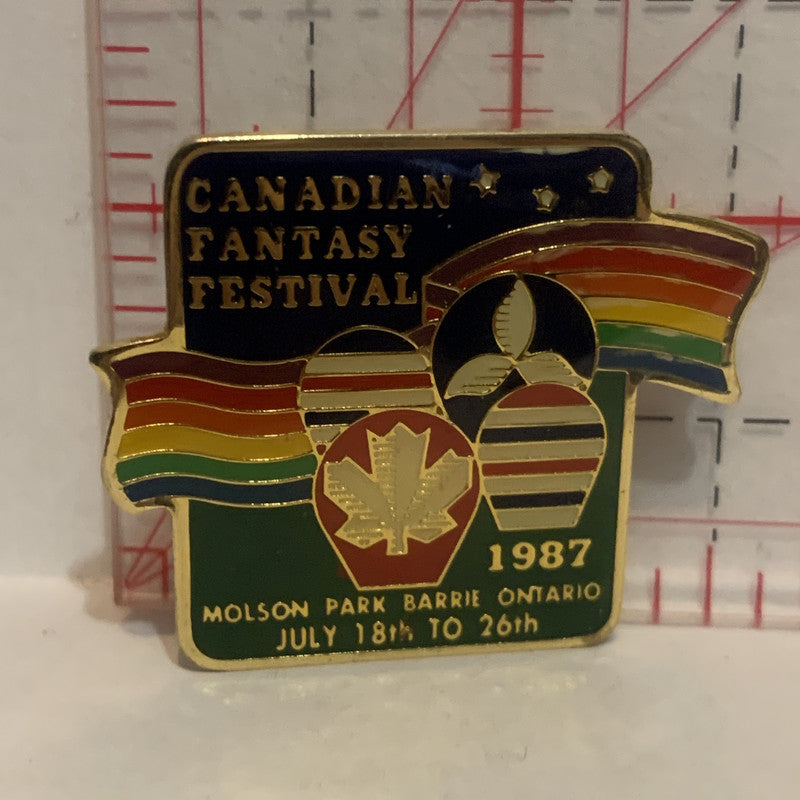 CANADIAN
FANTASY
FESTIVAL
1987
MOLSON PARK BARRIE ONTARIO
JULY 18th TO 26th